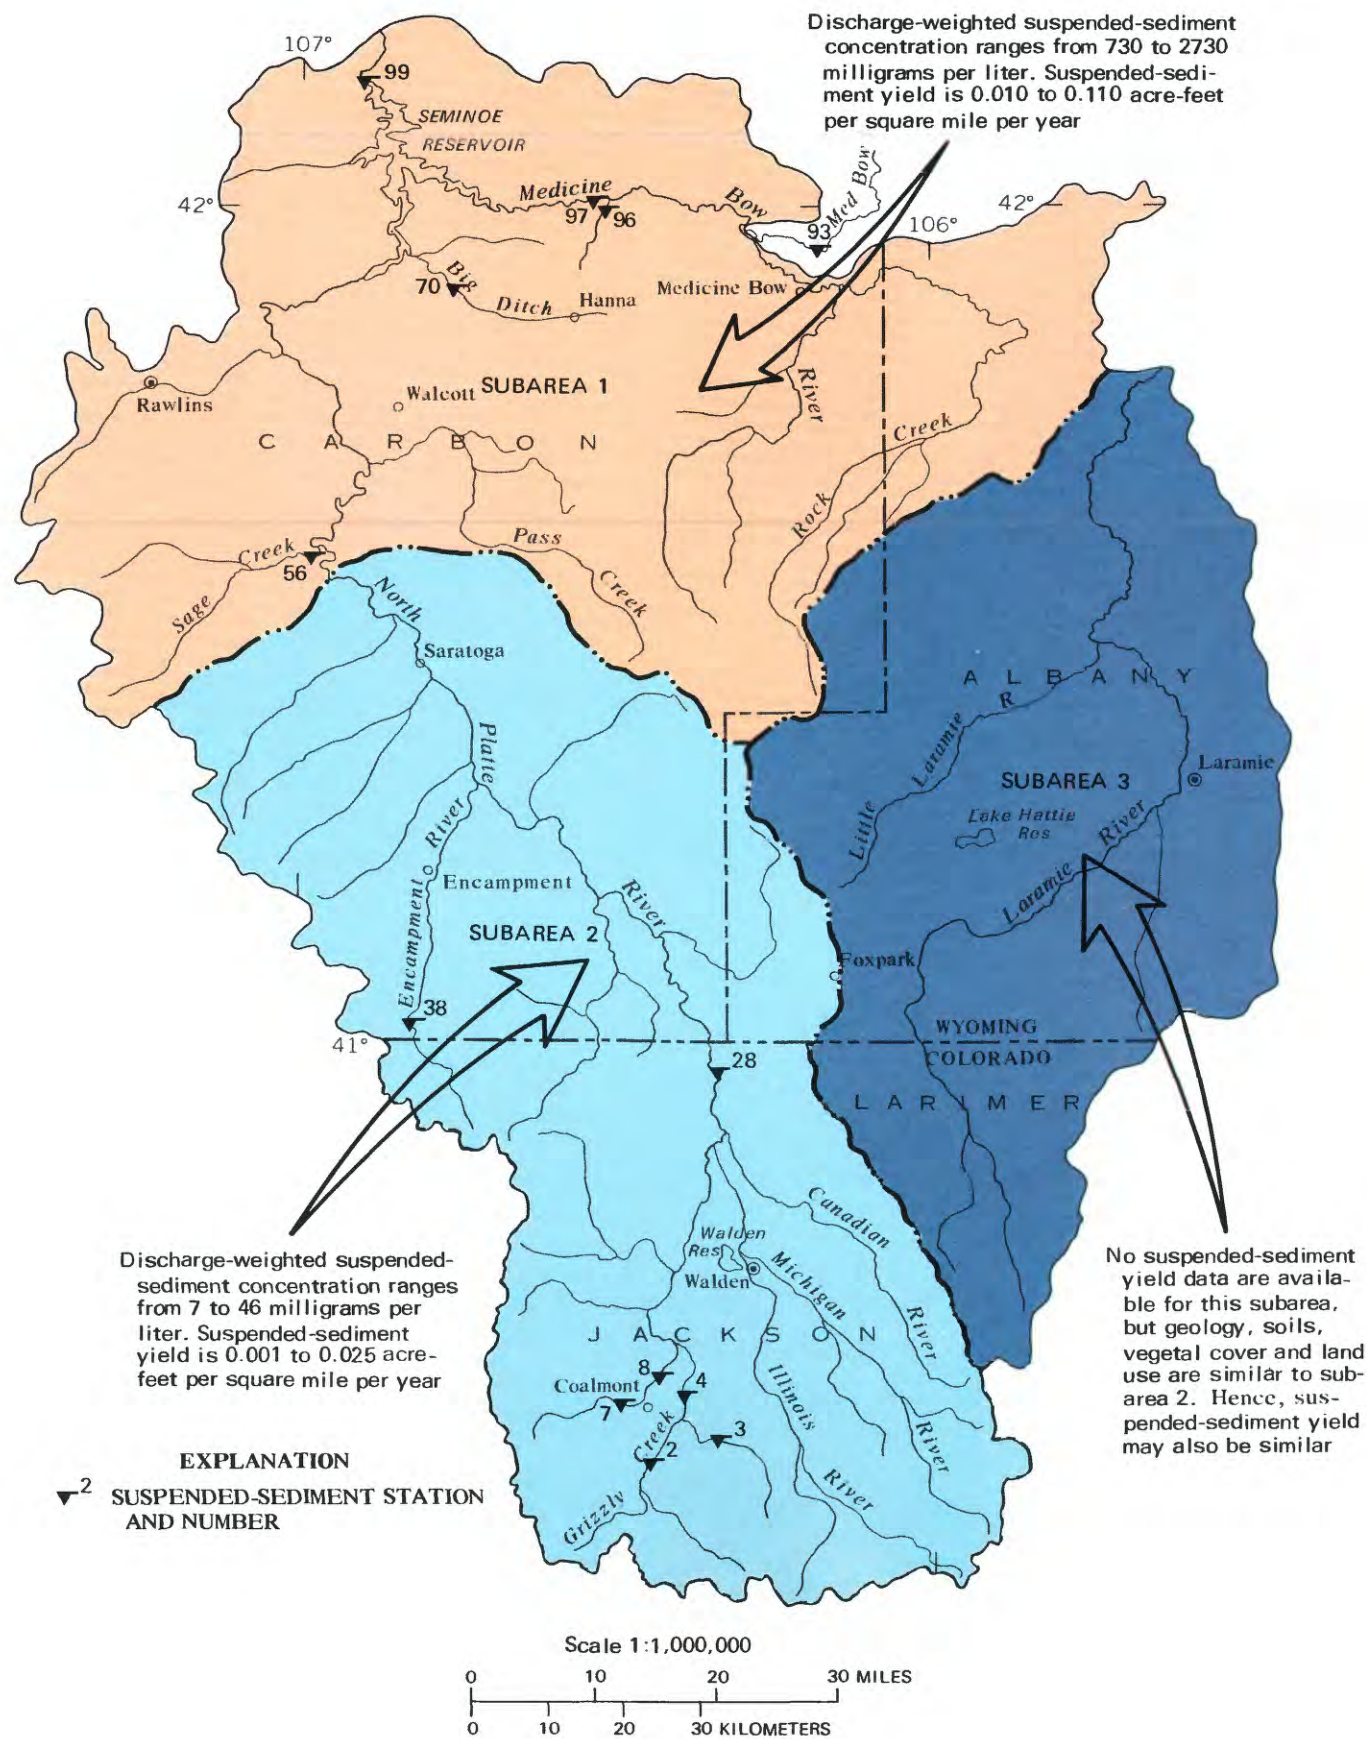 Discharge-weighted suspended-sediment
concentration ranges from 730 to 2730
milligrams per liter. Suspended-sedi-
ment yield is 0.010 to 0.110 acre-feet
per square mile per year
107°
99
SEMINOE
RESERVOIR
Medicine
Bow
Med Bow
42°
97
96
93
42°
106°
70
Big
Ditch
Hanna
Medicine Bow
Rawlins
Walcott
SUBAREA 1
River
CARBON
Creek
Rock
Sage
Creek
56
Pass
Creek
North
Saratoga
ALBANY
Little
Laramie
R
Platte
SUBAREA 3
Laramie
Lake Hattie
Res
Laramie
River
River
Encampment
River
Encampment
SUBAREA 2
Foxpark
38
41°
WYOMING
COLORADO
28
LARIMER
Canadian
River
Walden
Res
Walden
Michigan
River
JACKSON
Illinois
River
8
4
Coalmont
7
3
Creek
2
Grizzly
Discharge-weighted suspended-
sediment concentration ranges
from 7 to 46 milligrams per
liter. Suspended-sediment
yield is 0.001 to 0.025 acre-
feet per square mile per year
No suspended-sediment
yield data are availa-
ble for this subarea,
but geology, soils,
vegetal cover and land
use are similar to sub-
area 2. Hence, sus-
pended-sediment yield
may also be similar
EXPLANATION
2 SUSPENDED-SEDIMENT STATION
AND NUMBER
Scale 1:1,000,000
0 10 20 30 MILES
0 10 20 30 KILOMETERS